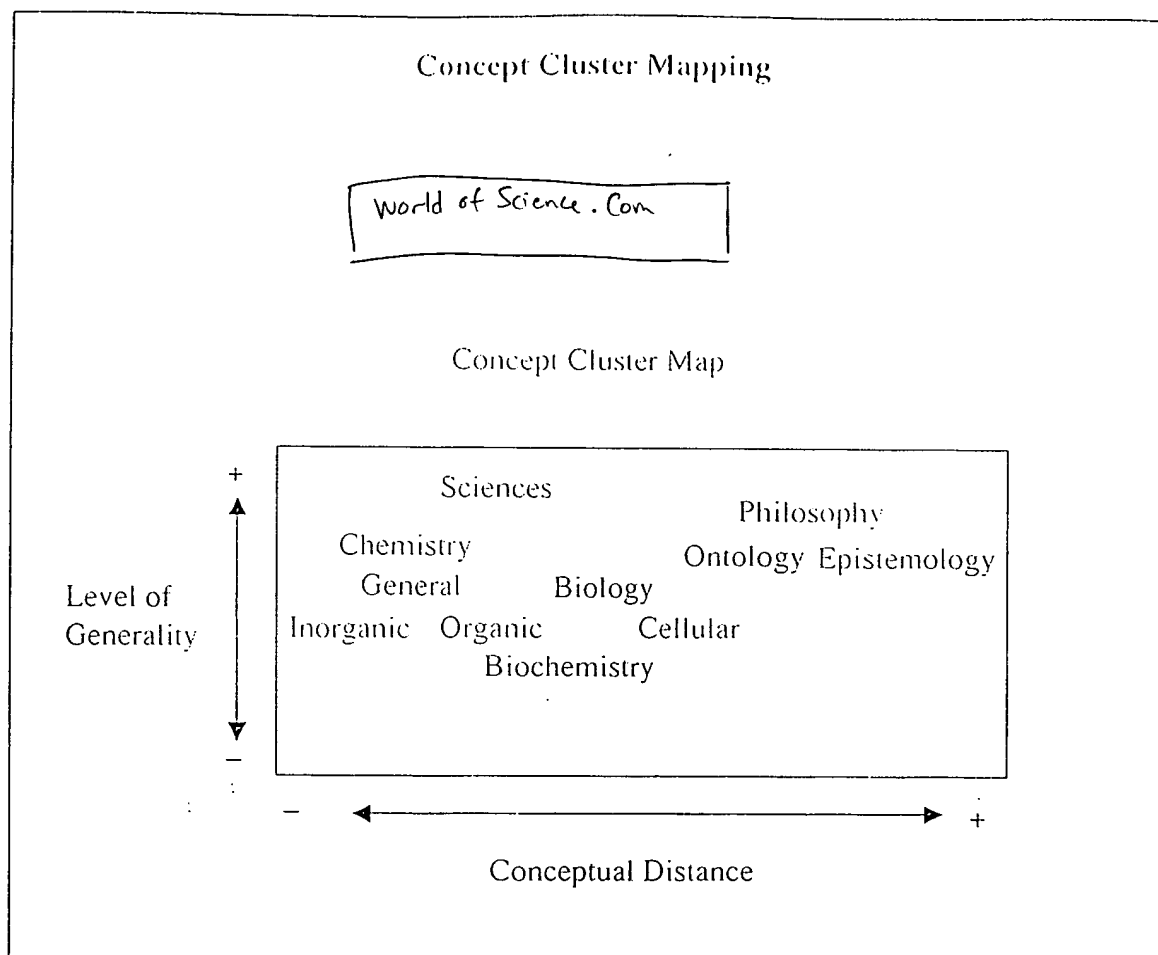 Concept Cluster Mapping
World of Science.Com
Concept Cluster Map
+
Sciences
Philosophy
Chemistry
Ontology Epistemology
General Biology
Level of
Generality
Inorganic Organic Cellular
Biochemistry
−
− +
Conceptual Distance